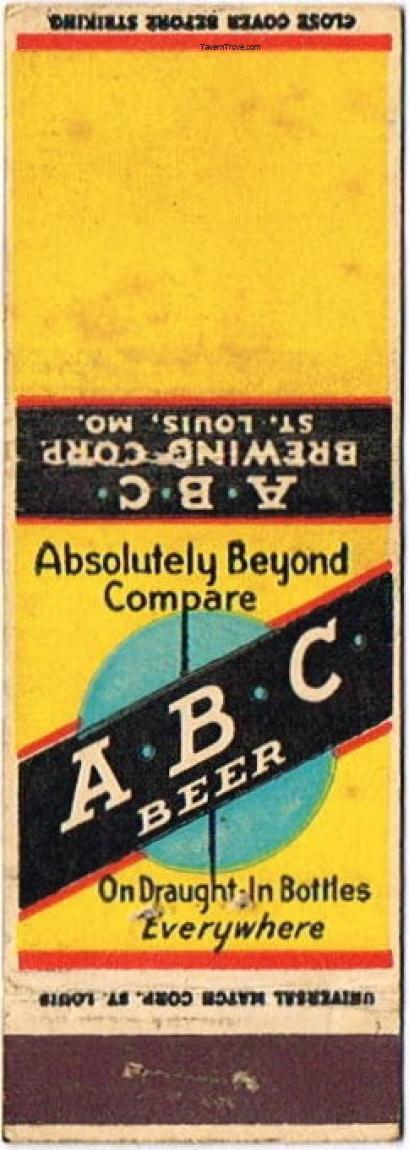 CLOSE COVER BEFORE STRIKING
TavernTrove.com
ST. LOUIS, MO.
BREWING CORP.
A·B·C·
Absolutely Beyond
Compare
A·B·C·
BEER
On Draught-In Bottles
Everywhere
UNIVERSAL MATCH CORP. ST. LOUIS